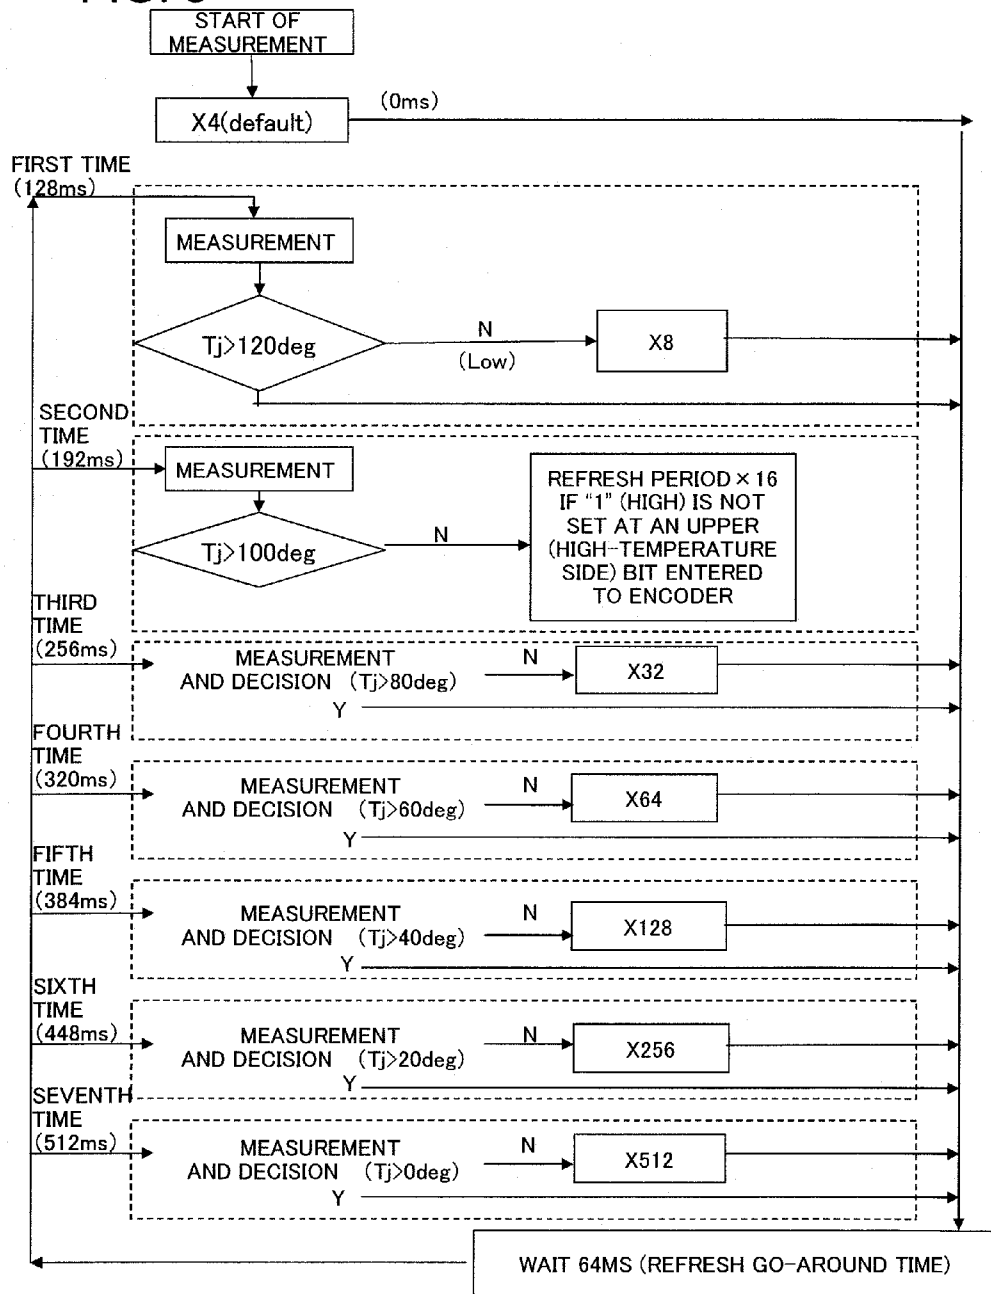 START OF
MEASUREMENT
X4(default)
(0ms)
FIRST TIME
(128ms)
MEASUREMENT
Tj>120deg
N
(Low)
X8
SECOND
TIME
(192ms)
MEASUREMENT
Tj>100deg
N
REFRESH PERIOD×16
IF "1" (HIGH) IS NOT
SET AT AN UPPER
(HIGH-TEMPERATURE
SIDE) BIT ENTERED
TO ENCODER
THIRD
TIME
(256ms)
MEASUREMENT
AND DECISION (Tj>80deg)
N
X32
Y
FOURTH
TIME
(320ms)
MEASUREMENT
AND DECISION (Tj>60deg)
N
X64
Y
FIFTH
TIME
(384ms)
MEASUREMENT
AND DECISION (Tj>40deg)
N
X128
Y
SIXTH
TIME
(448ms)
MEASUREMENT
AND DECISION (Tj>20deg)
N
X256
Y
SEVENTH
TIME
(512ms)
MEASUREMENT
AND DECISION (Tj>0deg)
N
X512
Y
WAIT 64MS (REFRESH GO-AROUND TIME)